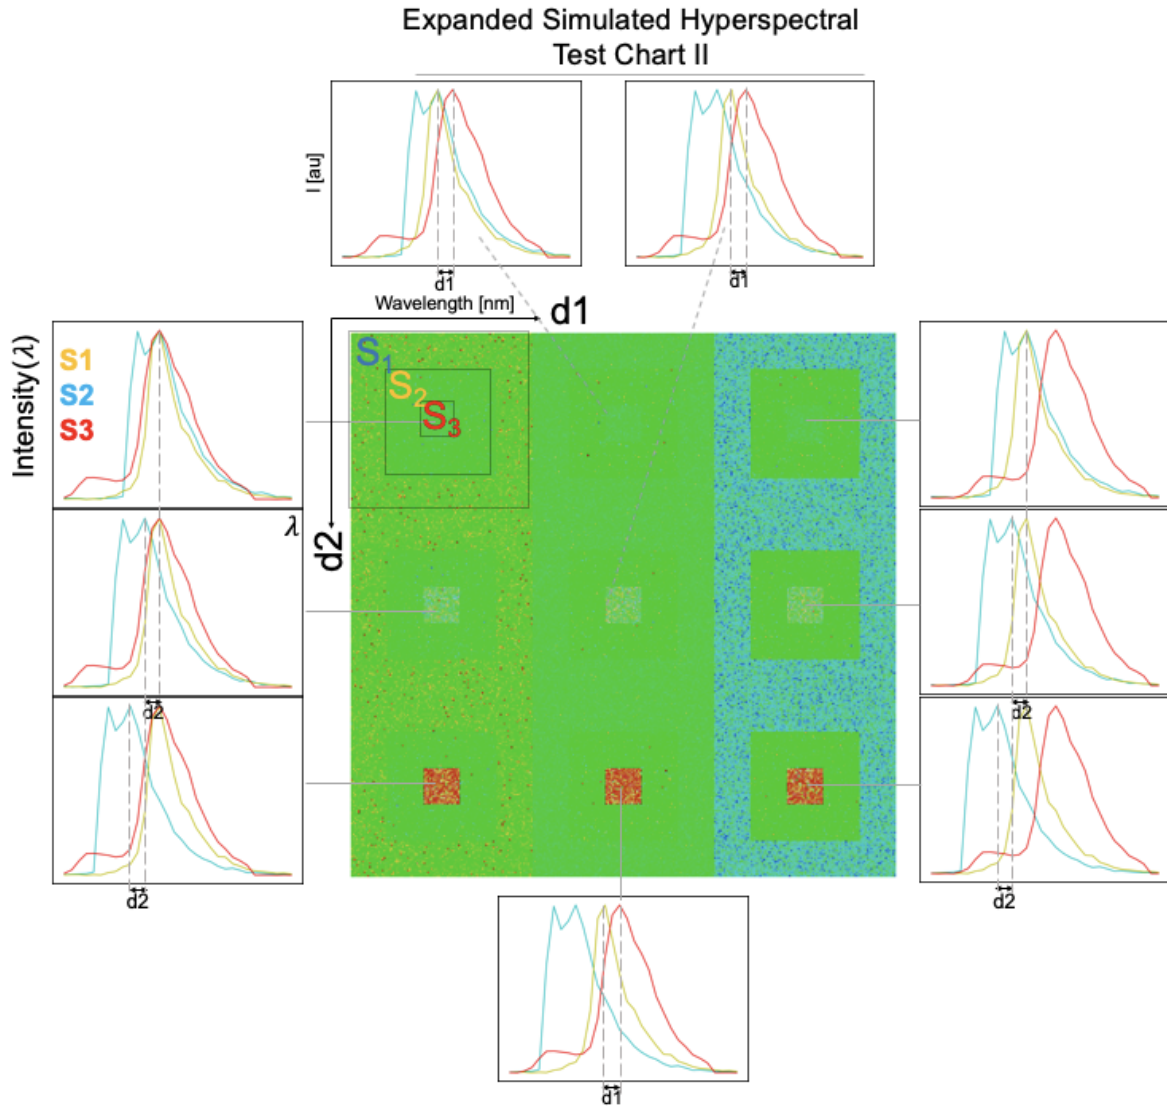 Expanded Simulated Hyperspectral
Test Chart II
I [au]
d1
d1
Wavelength [nm]
d1
Intensity(λ)
S1
S2
S3
S1
S2
S3
λ
d2
d2
d2
d2
d2
d1